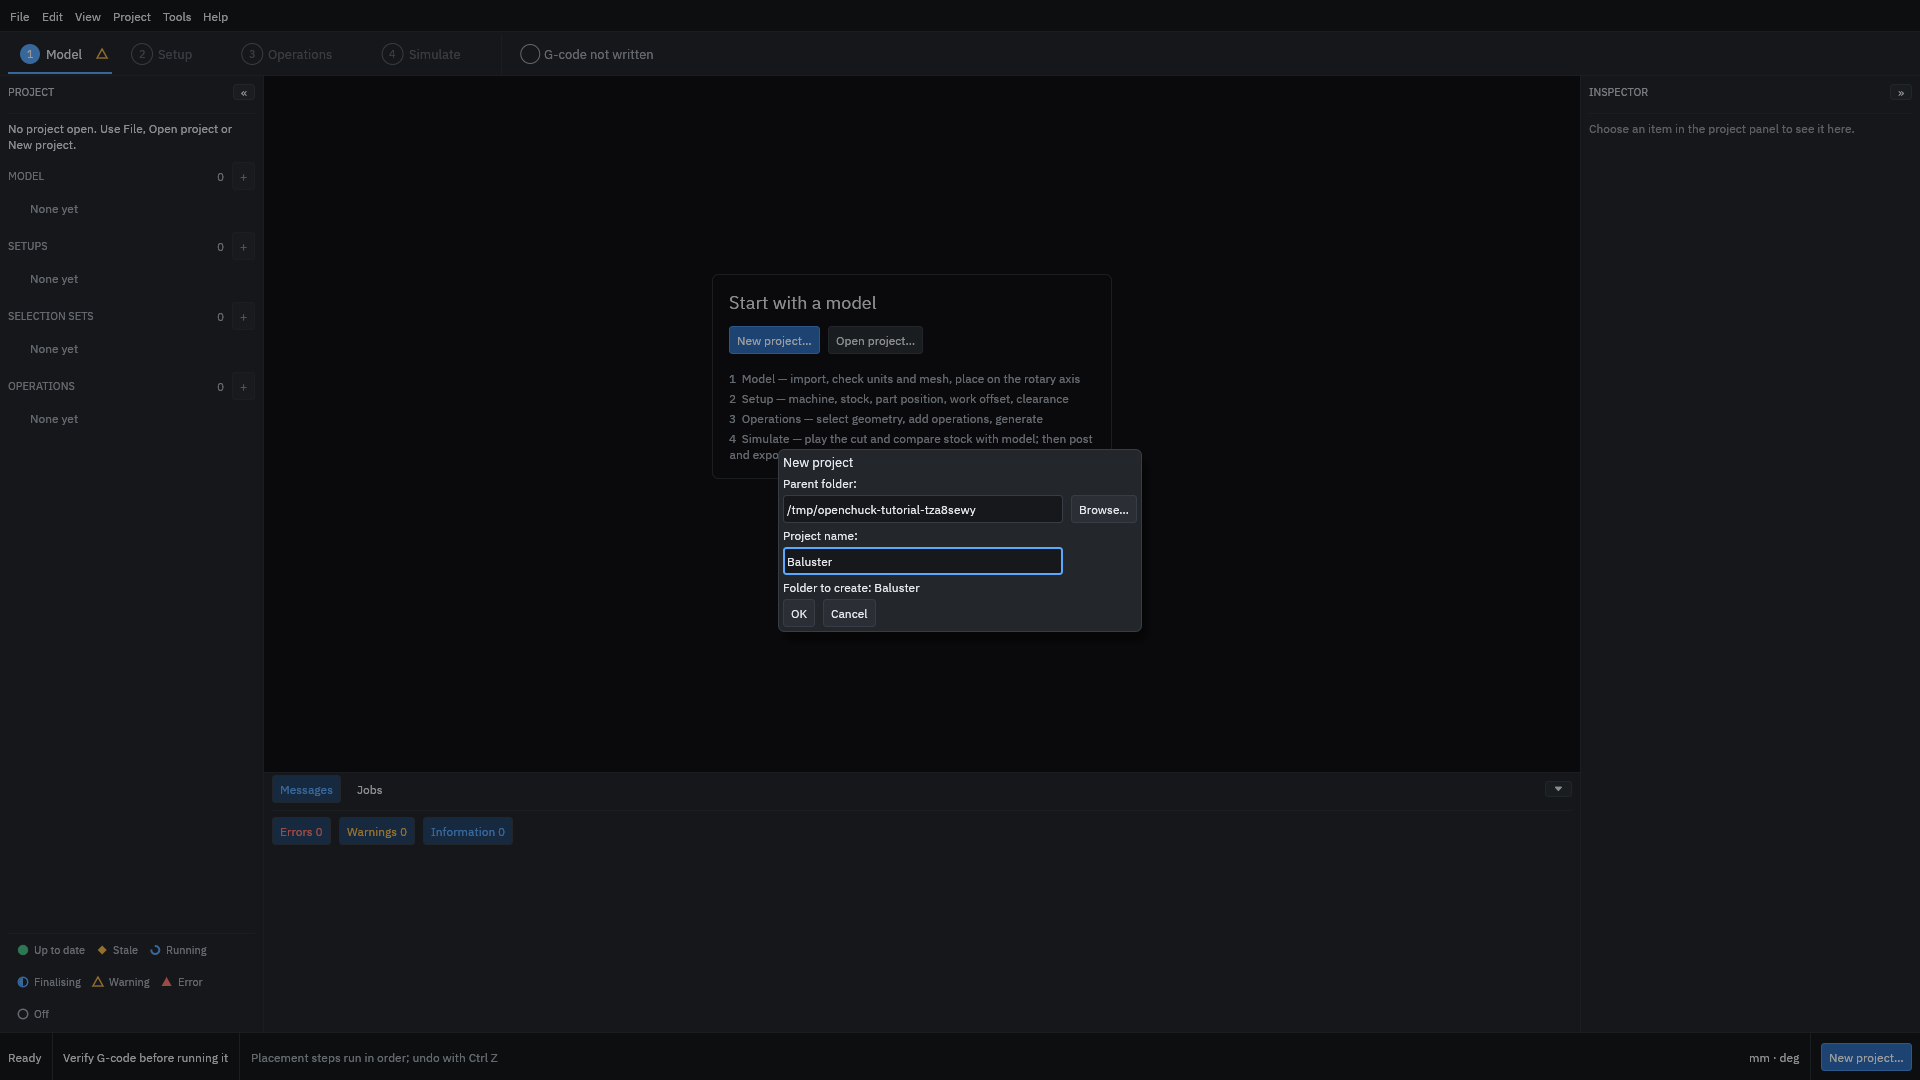 File Edit View Project Tools Help
1 Model 2 Setup 3 Operations 4 Simulate G-code not written
PROJECT «
No project open. Use File, Open project or
New project.
MODEL 0 +
None yet
SETUPS 0 +
None yet
SELECTION SETS 0 +
None yet
OPERATIONS 0 +
None yet
Up to date Stale Running
Finalising Warning Error
Off
Start with a model
New project... Open project...
1 Model — import, check units and mesh, place on the rotary axis
2 Setup — machine, stock, part position, work offset, clearance
3 Operations — select geometry, add operations, generate
4 Simulate — play the cut and compare stock with model; then post
and expo
New project
Parent folder:
/tmp/openchuck-tutorial-tza8sewy Browse...
Project name:
Baluster
Folder to create: Baluster
OK Cancel
Messages Jobs
Errors 0 Warnings 0 Information 0
INSPECTOR »
Choose an item in the project panel to see it here.
Ready Verify G-code before running it Placement steps run in order; undo with Ctrl Z mm · deg New project...